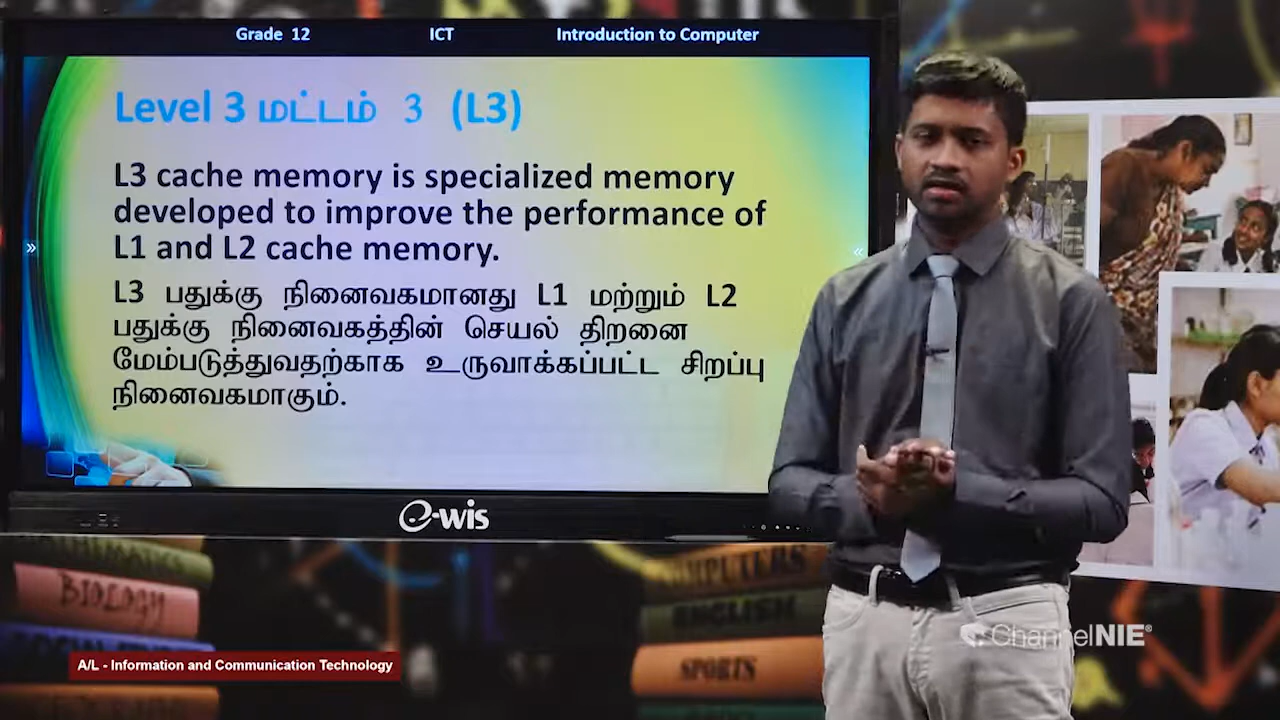 Grade 12 ICT Introduction to Computer
Level 3 மட்டம் 3 (L3)
L3 cache memory is specialized memory
developed to improve the performance of
L1 and L2 cache memory.
L3 பதுக்கு நினைவகமானது L1 மற்றும் L2
பதுக்கு நினைவகத்தின் செயல் திறனை
மேம்படுத்துவதற்காக உருவாக்கப்பட்ட சிறப்பு
நினைவகமாகும்.
e-wis
MATHEMATICS
BIOLOGY
COMPUTERS
ENGLISH
SPORTS
ChannelNIE®
A/L - Information and Communication Technology